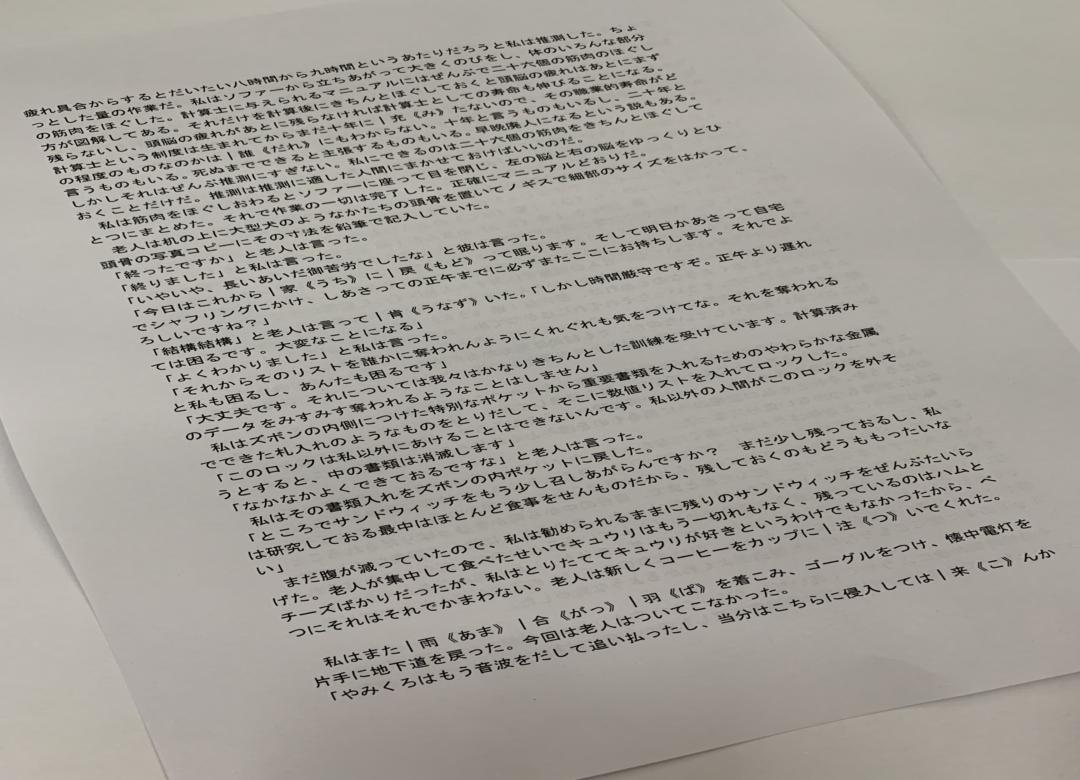 疲れ具合からするとだいたい八時間から九時間というあたりだろうと私は推測した。ちょ
っとした量の作業だ。私はソファーから立ちあがって大きくのびをし、体のいろんな部分
の筋肉をほぐした。計算士に与えられるマニュアルにはぜんぶで二十六個の筋肉のほぐし
方が図解してある。それだけを計算後にきちんとほぐしておくと頭脳の疲れはあとにまず
残らないし、頭脳の疲れがあとに残らなければ計算士としての寿命も伸びることになる。
計算士という制度は生まれてからまだ十年に|充《み》たないので、その職業的寿命がど
の程度のものなのかは|誰《だれ》にもわからない。十年と言うものもいるし、二十年と
言うものもいる。死ぬまでできると主張するものもいる。早晩廃人になるという説もある。
しかしそれはぜんぶ推測にすぎない。私にできるのは二十六個の筋肉をきちんとほぐして
おくことだけだ。推測は推測に適した人間にまかせておけばいいのだ。
　私は筋肉をほぐしおわるとソファーに座って目を閉じ、左の脳と右の脳をゆっくりとひ
とつにまとめた。それで作業の一切は完了した。正確にマニュアルどおりだ。
　老人は机の上に大型犬のようなかたちの頭骨を置いてノギスで細部のサイズをはかって、
頭骨の写真コピーにその寸法を鉛筆で記入していた。
「終ったですか」と老人は言った。
「終りました」と私は言った。
「いやいや、長いあいだ御苦労でしたな」と彼は言った。
「今日はこれから|家《うち》に|戻《もど》って眠ります。そして明日かあさって自宅
でシャフリングにかけ、しあさっての正午までに必ずまたここにお持ちします。それでよ
ろしいですね？」
「結構結構」と老人は言って|肯《うなず》いた。「しかし時間厳守ですぞ。正午より遅れ
ては困るです。大変なことになる」
「よくわかりました」と私は言った。
「それからそのリストを誰かに奪われんようにくれぐれも気をつけてな。それを奪われる
と私も困るし、あんたも困るです」
「大丈夫です。それについては我々はかなりきちんとした訓練を受けています。計算済み
のデータをみすみす奪われるようなことはしません」
　私はズボンの内側につけた特別なポケットから重要書類を入れるためのやわらかな金属
でできた札入れのようなものをとりだして、そこに数値リストを入れてロックした。
「このロックは私以外にあけることはできないんです。私以外の人間がこのロックを外そ
うとすると、中の書類は消滅します」
「なかなかよくできておるですな」と老人は言った。
　私はその書類入れをズボンの内ポケットに戻した。
「ところでサンドウィッチをもう少し召しあがらんですか？　まだ少し残っておるし、私
は研究しておる最中はほとんど食事をせんものだから、残しておくのもどうももったいな
い」
　まだ腹が減っていたので、私は勧められるままに残りのサンドウィッチをぜんぶたいら
げた。老人が集中して食べたせいでキュウリはもう一切れもなく、残っているのはハムと
チーズばかりだったが、私はとりたててキュウリが好きというわけでもなかったから、べ
つにそれはそれでかまわない。老人は新しくコーヒーをカップに|注《つ》いでくれた。
　私はまた|雨《あま》|合《がっ》|羽《ぱ》を着こみ、ゴーグルをつけ、懐中電灯を
片手に地下道を戻った。今回は老人はついてこなかった。
「やみくろはもう音波をだして追い払ったし、当分はこちらに侵入しては|来《こ》んか